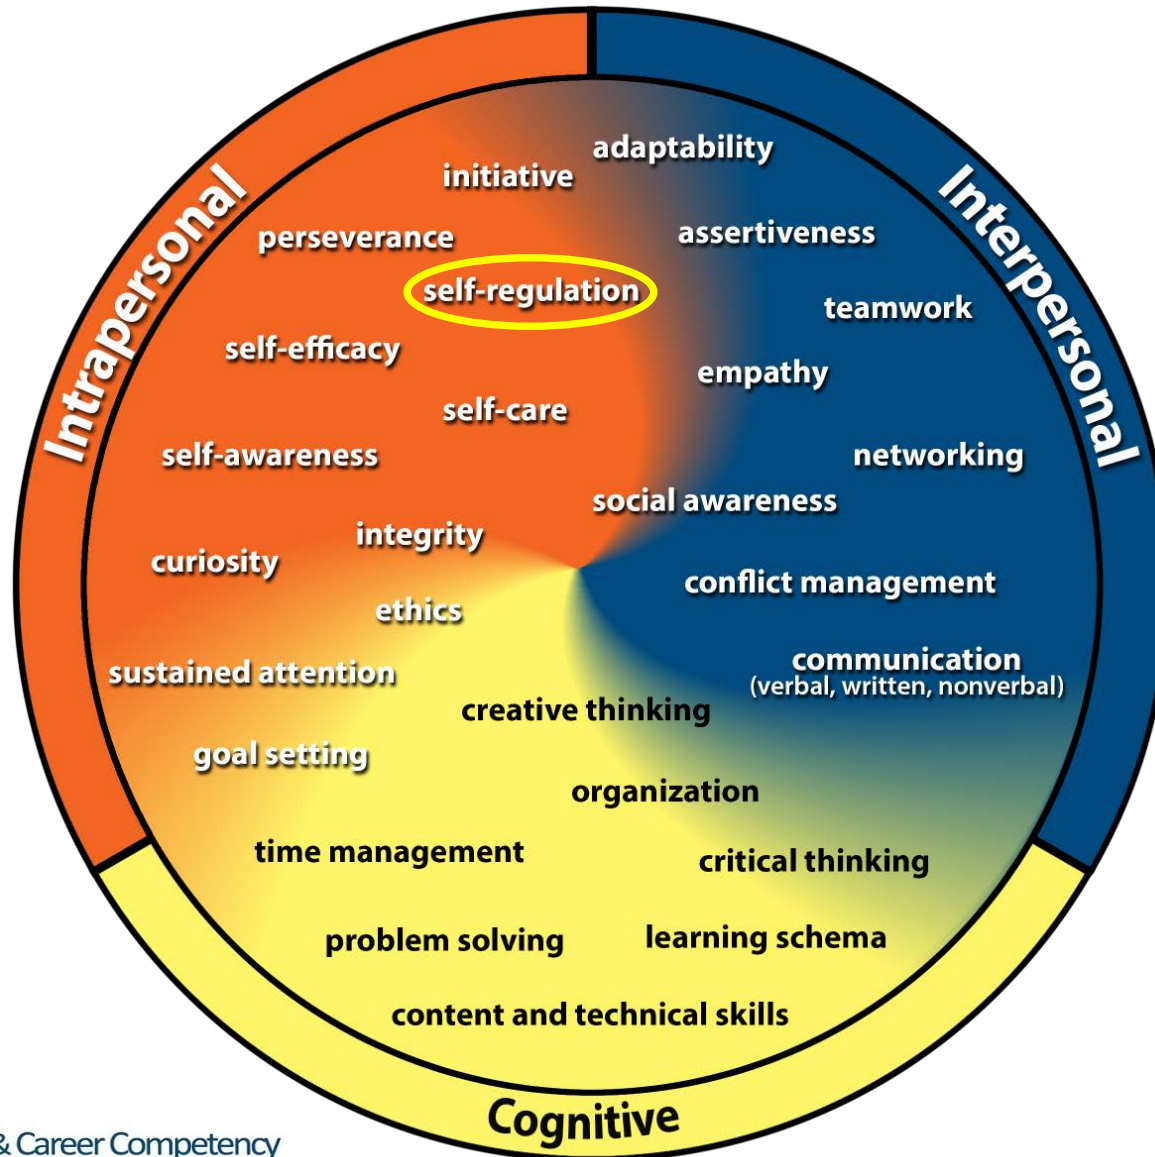 Intrapersonal
Interpersonal
Cognitive
adaptability
initiative
assertiveness
perseverance
self-regulation
teamwork
self-efficacy
empathy
self-care
self-awareness
networking
social awareness
integrity
curiosity
conflict management
ethics
communication
(verbal, written, nonverbal)
sustained attention
creative thinking
goal setting
organization
time management
critical thinking
problem solving
learning schema
content and technical skills
& Career Competency